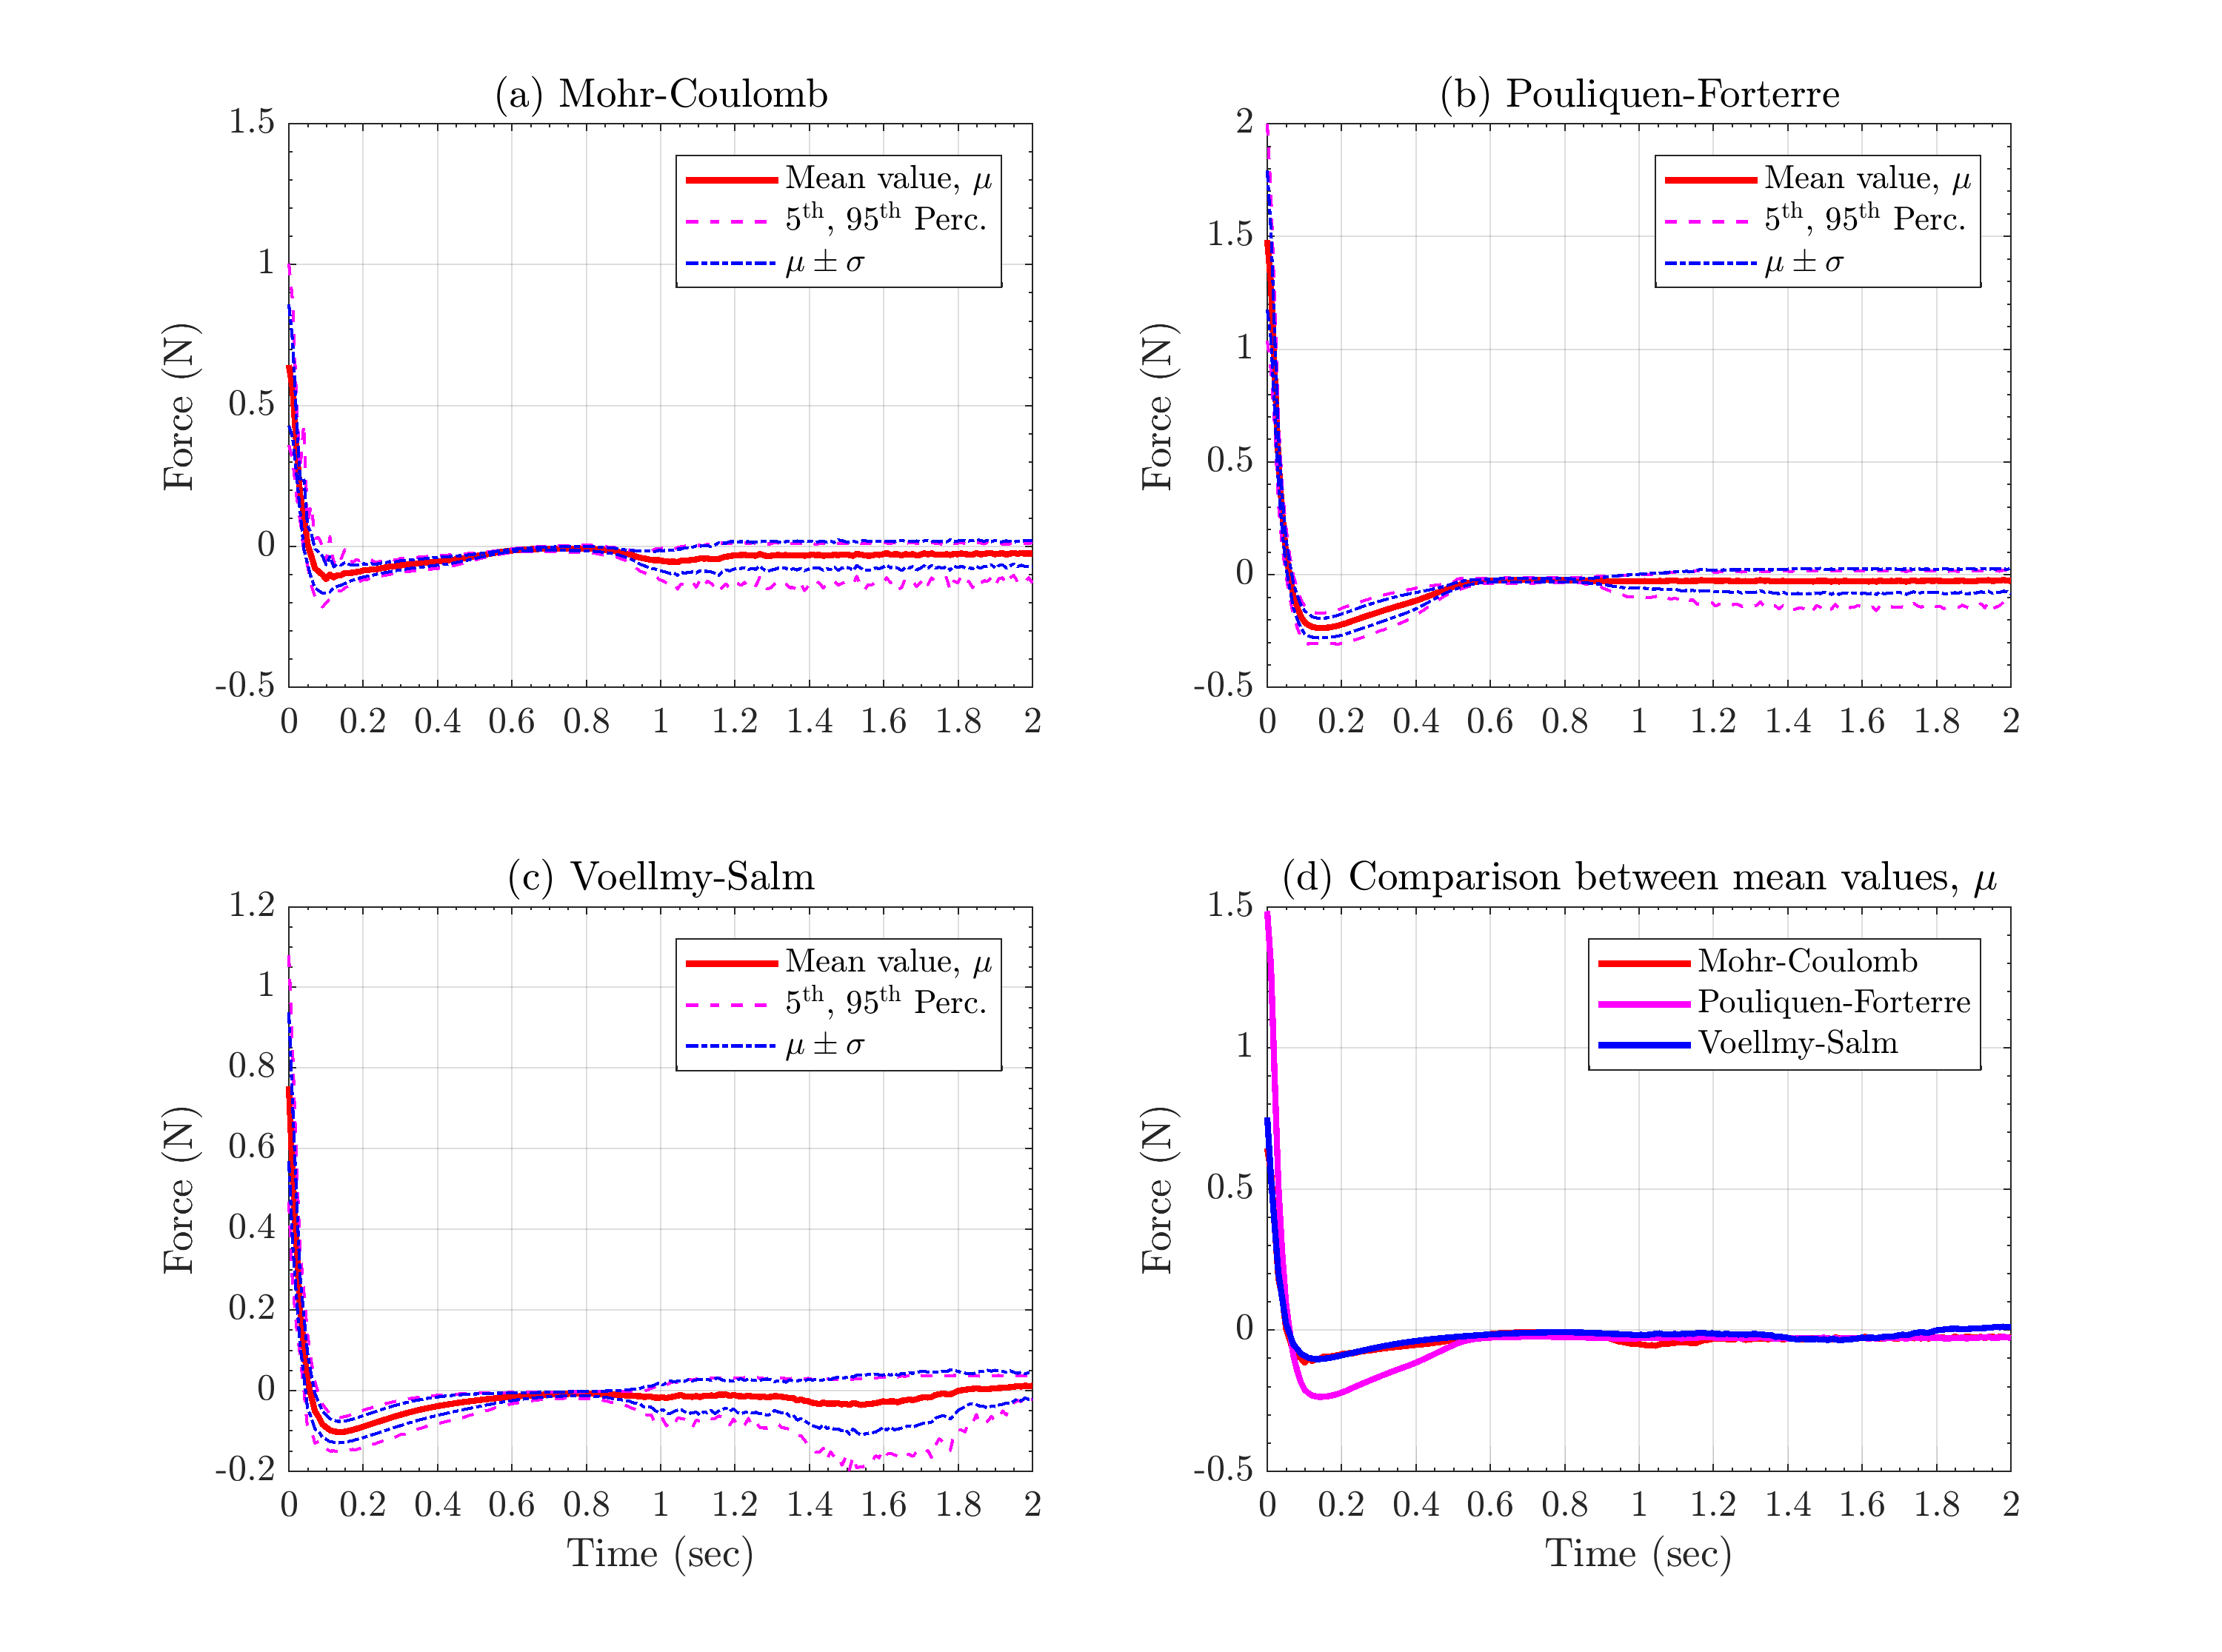 (a) Mohr-Coulomb
1.5
1
0.5
0
-0.5
Force (N)
Mean value, μ
5th, 95th Perc.
μ ± σ
0 0.2 0.4 0.6 0.8 1 1.2 1.4 1.6 1.8 2
(b) Pouliquen-Forterre
2
1.5
1
0.5
0
-0.5
Force (N)
Mean value, μ
5th, 95th Perc.
μ ± σ
0 0.2 0.4 0.6 0.8 1 1.2 1.4 1.6 1.8 2
(c) Voellmy-Salm
1.2
1
0.8
0.6
0.4
0.2
0
-0.2
Force (N)
Mean value, μ
5th, 95th Perc.
μ ± σ
0 0.2 0.4 0.6 0.8 1 1.2 1.4 1.6 1.8 2
Time (sec)
(d) Comparison between mean values, μ
1.5
1
0.5
0
-0.5
Force (N)
Mohr-Coulomb
Pouliquen-Forterre
Voellmy-Salm
0 0.2 0.4 0.6 0.8 1 1.2 1.4 1.6 1.8 2
Time (sec)